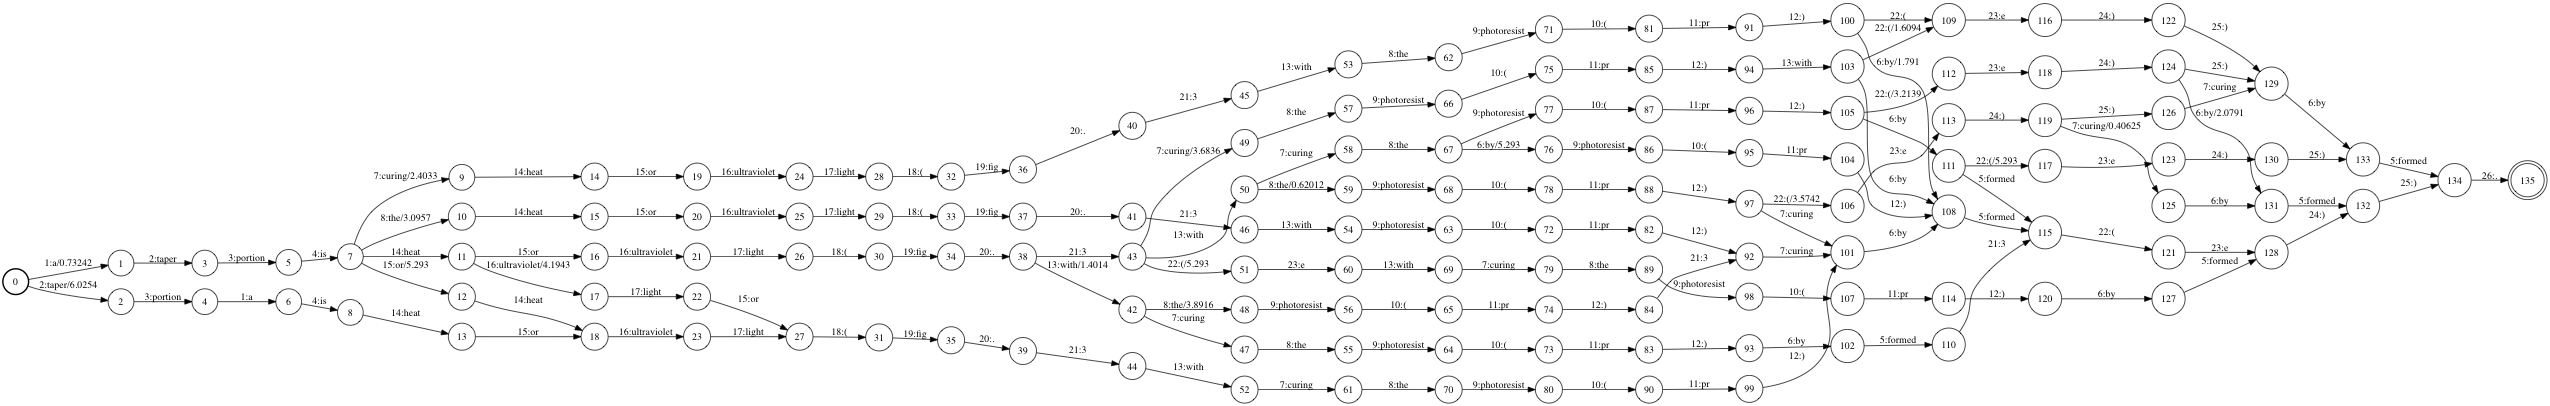 0 1:a/0.73242 1 2:taper 3 3:portion 5 4:is 7
2:taper/6.0254 2 3:portion 4 1:a 6 4:is 8
7:curing/2.4033 9 14:heat 14 15:or 19 16:ultraviolet 24 17:light 28 18:( 32 19:fig 36 20:. 40 21:3 45 13:with 53 8:the 62 9:photoresist 71 10:( 81 11:pr 91 12:) 100 22:( 109 23:e 116 24:) 122 25:)
8:the/3.0957 10 14:heat 15 15:or 20 16:ultraviolet 25 17:light 29 18:( 33 19:fig 37 20:. 41 21:3 46 13:with 54 9:photoresist 63 10:( 72 11:pr 82 12:) 92 7:curing 101 6:by 108 5:formed 115 22:( 121 23:e 128 24:) 132 25:) 134 26:. 135
14:heat 11 15:or 16 16:ultraviolet 21 17:light 26 18:( 30 19:fig 34 20:. 38 21:3 43
16:ultraviolet/4.1943 17 17:light 22 15:or
15:or/5.293 12 14:heat
14:heat 13 15:or 18 16:ultraviolet 23 17:light 27 18:( 31 19:fig 35 20:. 39 21:3 44 13:with 52 7:curing 61 8:the 70 9:photoresist 80 10:( 90 11:pr 99 12:)
7:curing/3.6836 49 8:the 57 9:photoresist 66 10:( 75 11:pr 85 12:) 94 13:with 103 22:(/1.6094
6:by/1.791
6:by
13:with 50 7:curing 58 8:the 67 9:photoresist 77 10:( 87 11:pr 96 12:) 105 22:(/3.2139 112 23:e 118 24:) 124 25:) 129 6:by 133 5:formed
6:by/5.293 76 9:photoresist 86 10:( 95 11:pr 104 12:)
6:by 111 22:(/5.293 117 23:e 123 24:) 130 25:)
5:formed
8:the/0.62012 59 9:photoresist 68 10:( 78 11:pr 88 12:) 97 22:(/3.5742 106 23:e 113 24:) 119 25:) 126 7:curing
7:curing
7:curing/0.40625 125 6:by 131 5:formed
6:by/2.0791
22:(/5.293 51 23:e 60 13:with 69 7:curing 79 8:the 89 9:photoresist 98 10:( 107 11:pr 114 12:) 120 6:by 127 5:formed
13:with/1.4014 42 8:the/3.8916 48 9:photoresist 56 10:( 65 11:pr 74 12:) 84 21:3
7:curing 47 8:the 55 9:photoresist 64 10:( 73 11:pr 83 12:) 93 6:by 102 5:formed 110 21:3